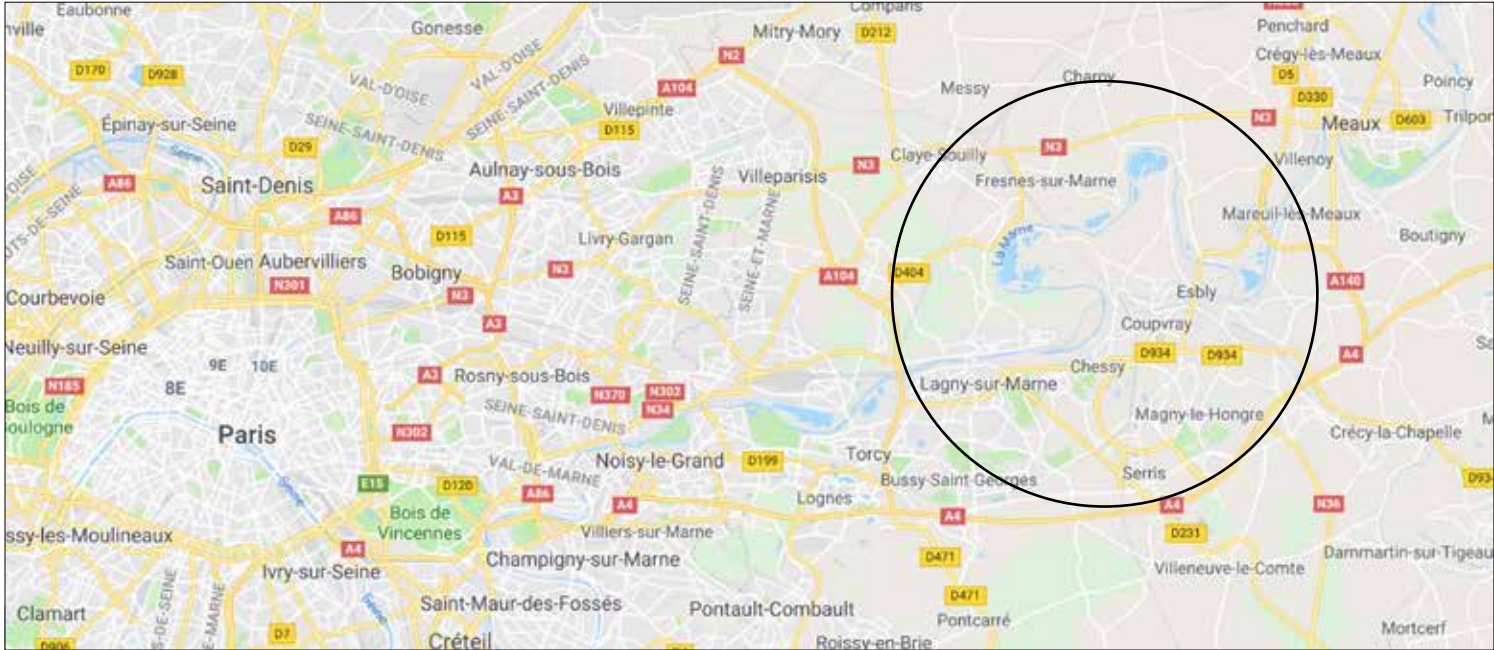 Eaubonne
Gonesse
Compans
Mitry-Mory
D212
Penchard
N2
Crégy-lès-Meaux
D170
D928
VAL-D'OISE
VAL-D'OISE
SEINE-SAINT-DENIS
A104
Messy
Charny
D5
Poincy
D330
Villepinte
D115
Épinay-sur-Seine
SEINE-SAINT-DENIS
N3
Meaux
D603
Seine
D29
Aulnay-sous-Bois
Villeparisis
N3
Claye-Souilly
N3
Villenoy
A86
Saint-Denis
A3
Fresnes-sur-Marne
A86
SEINE-SAINT-DENIS
SEINE-ET-MARNE
Mareuil-lès-Meaux
D115
Livry-Gargan
La Marne
Boutigny
Saint-Ouen
Aubervilliers
Bobigny
N3
A104
D404
A140
N301
N3
Esbly
Courbevoie
A3
Coupvray
Neuilly-sur-Seine
9E
10E
D934
D934
A4
8E
A3
Rosny-sous-Bois
Chessy
N185
N370
N302
Lagny-sur-Marne
N34
Bois de
SEINE-SAINT-DENIS
Magny-le-Hongre
Paris
N302
Crécy-la-Chapelle
Noisy-le-Grand
D199
Torcy
VAL-DE-MARNE
Serris
Bussy-Saint-Georges
E15
D120
A86
Lognes
Seine
A4
A4
A4
N36
Bois de
Vincennes
Villiers-sur-Marne
D231
A4
Champigny-sur-Marne
D471
Ivry-sur-Seine
Villeneuve-le-Comte
D471
Saint-Maur-des-Fossés
Pontault-Combault
Pontcarré
Clamart
D7
Créteil
Roissy-en-Brie
Mortcerf
D906